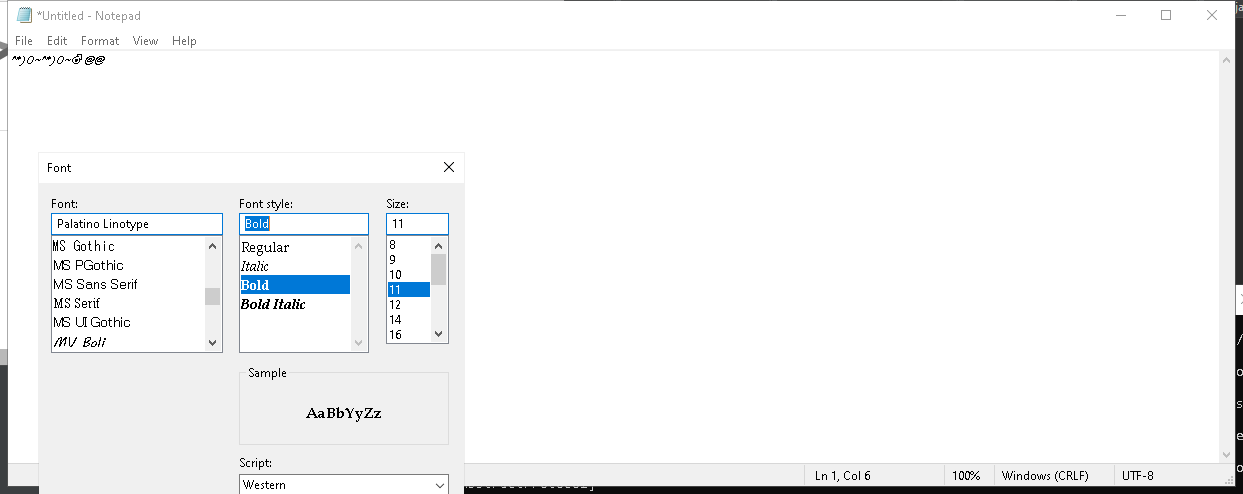 *Untitled - Notepad
File Edit Format View Help
Font
Font: Font style: Size:
Palatino Linotype Bold 11
MS Gothic
MS PGothic
MS Sans Serif
MS Serif
MS UI Gothic
MV Boli
Regular
Italic
Bold
Bold Italic
8
9
10
11
12
14
16
Sample
AaBbYyZz
Script:
Western
Ln 1, Col 6 100% Windows (CRLF) UTF-8